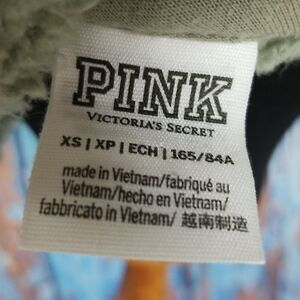 PINK
VICTORIA'S SECRET
XS | XP | ECH | 165/84A
made in Vietnam/fabriqué au
Vietnam/hecho en Vietnam/
fabbricato in Vietnam/ 越南制造